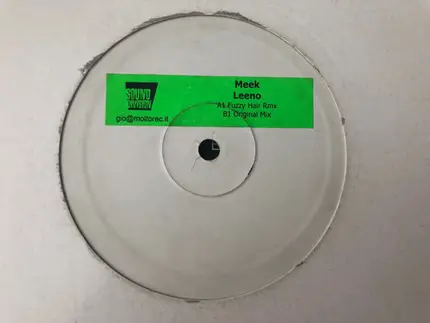 SOUND
DIVISION
gio@moltorec.it
Meek
Leeno
A1 Fuzzy Hair Rmx
B1 Original Mix